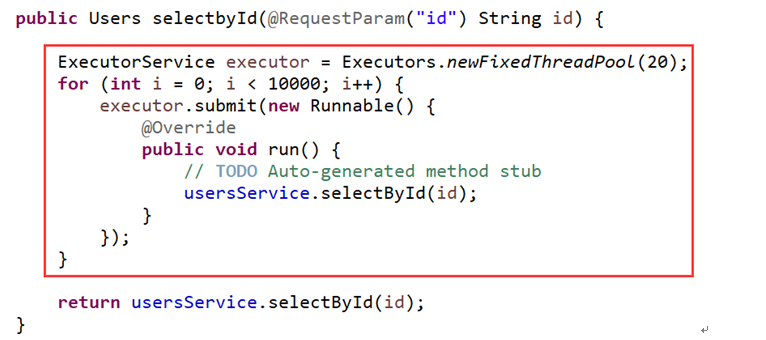 public Users selectbyId(@RequestParam("id") String id) {
ExecutorService executor = Executors.newFixedThreadPool(20);
for (int i = 0; i < 10000; i++) {
executor.submit(new Runnable() {
@Override
public void run() {
// TODO Auto-generated method stub
usersService.selectById(id);
}
});
}
return usersService.selectById(id);
}